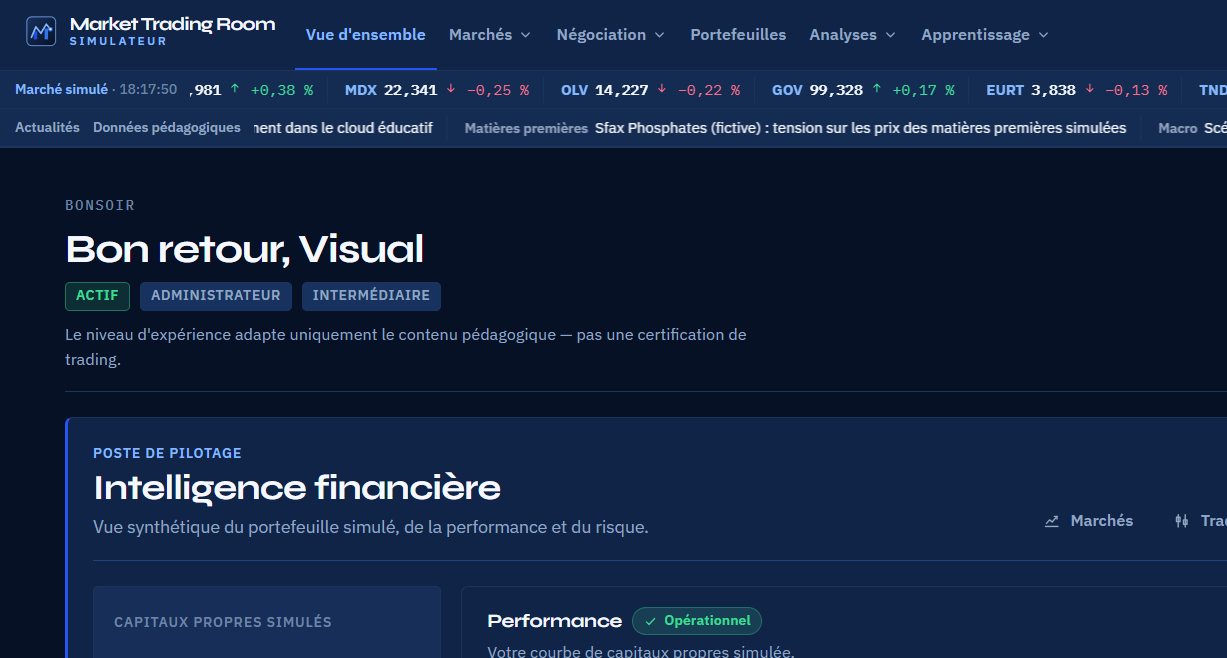 Market Trading Room
SIMULATEUR
Vue d'ensemble Marchés Négociation Portefeuilles Analyses Apprentissage
Marché simulé · 18:17:50 ,981 ↑ +0,38 % MDX 22,341 ↓ −0,25 % OLV 14,227 ↓ −0,22 % GOV 99,328 ↑ +0,17 % EURT 3,838 ↓ −0,13 % TND
Actualités Données pédagogiques nent dans le cloud éducatif Matières premières Sfax Phosphates (fictive) : tension sur les prix des matières premières simulées Macro Scé
BONSOIR
Bon retour, Visual
ACTIF ADMINISTRATEUR INTERMÉDIAIRE
Le niveau d'expérience adapte uniquement le contenu pédagogique — pas une certification de
trading.
POSTE DE PILOTAGE
Intelligence financière
Vue synthétique du portefeuille simulé, de la performance et du risque.
Marchés Trad
CAPITAUX PROPRES SIMULÉS
Performance ✓ Opérationnel
Votre courbe de capitaux propres simulée.